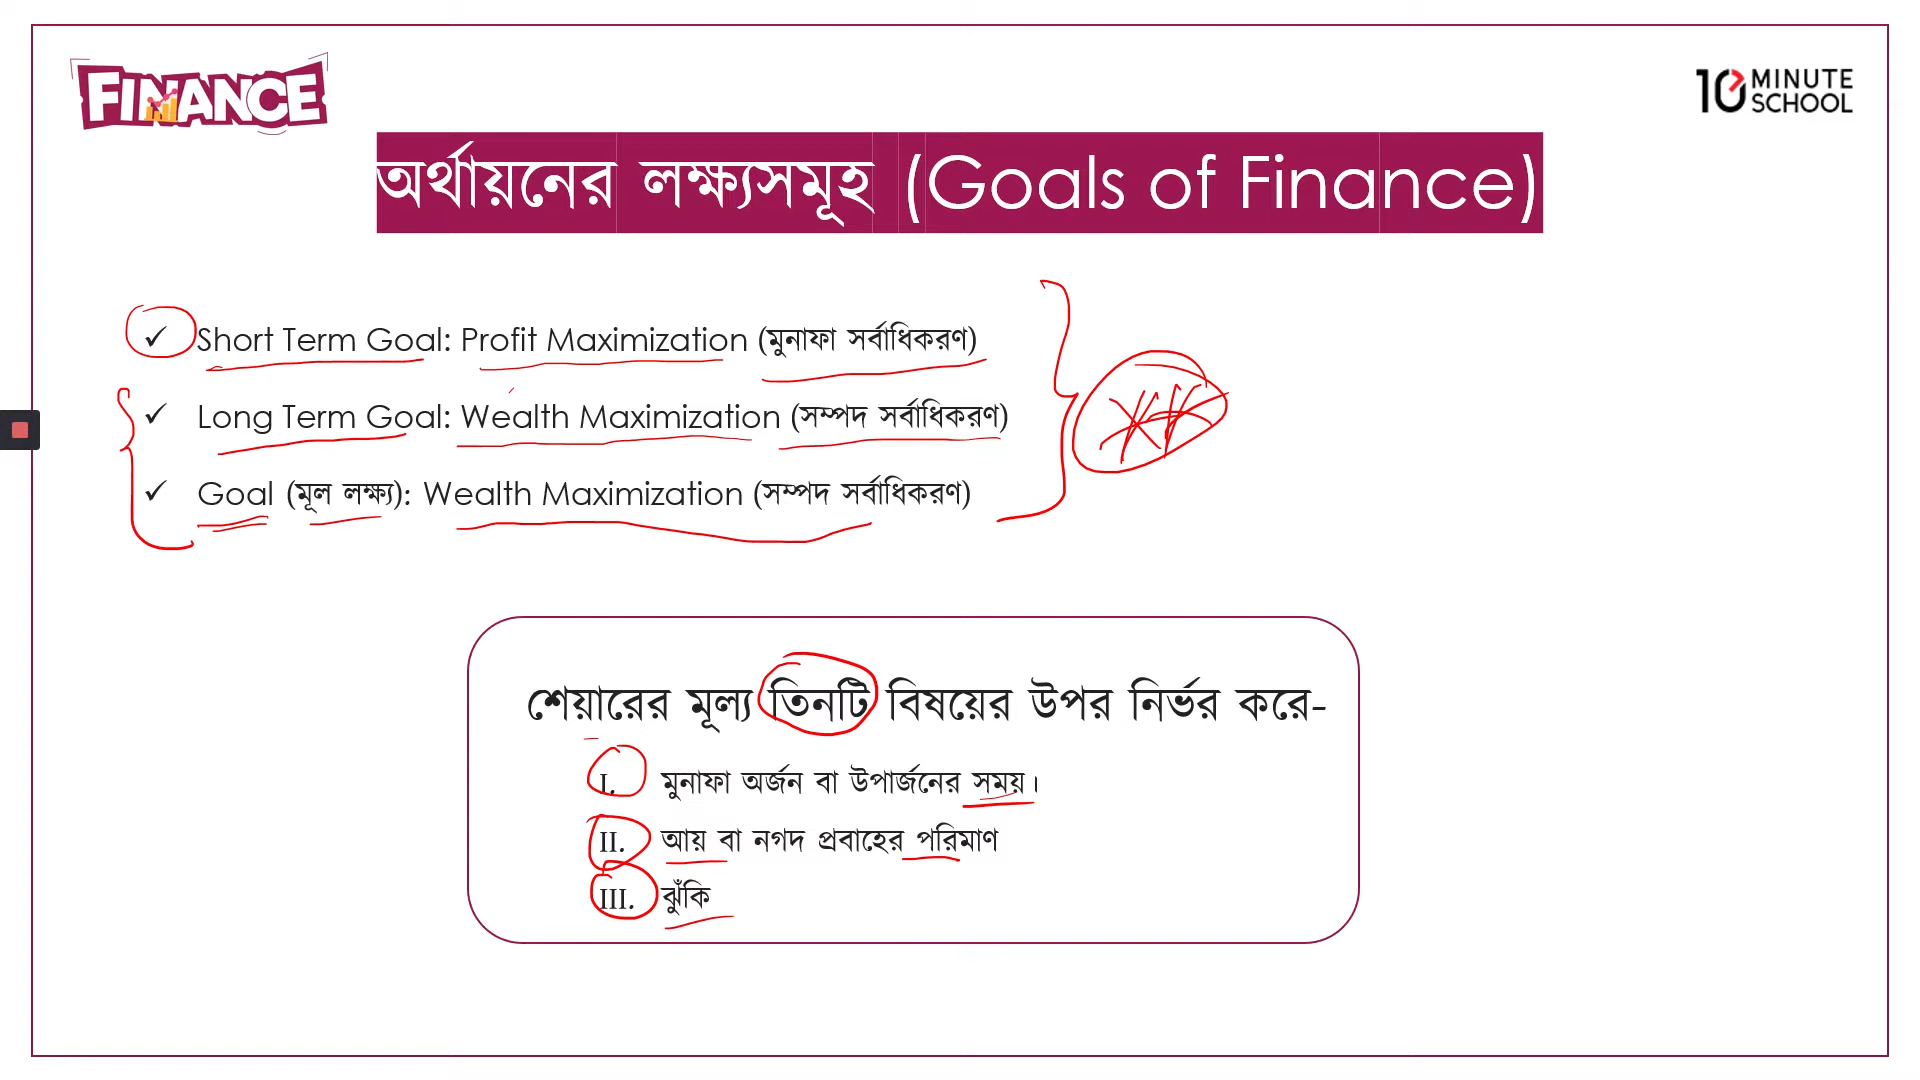 FINANCE
10 MINUTE SCHOOL
অর্থায়নের লক্ষ্যসমূহ (Goals of Finance)
✓ Short Term Goal: Profit Maximization (মুনাফা সর্বাধিকরণ)
✓ Long Term Goal: Wealth Maximization (সম্পদ সর্বাধিকরণ)
✓ Goal (মূল লক্ষ্য): Wealth Maximization (সম্পদ সর্বাধিকরণ)
শেয়ারের মূল্য তিনটি বিষয়ের উপর নির্ভর করে-
I. মুনাফা অর্জন বা উপার্জনের সময়।
II. আয় বা নগদ প্রবাহের পরিমাণ
III. ঝুঁকি